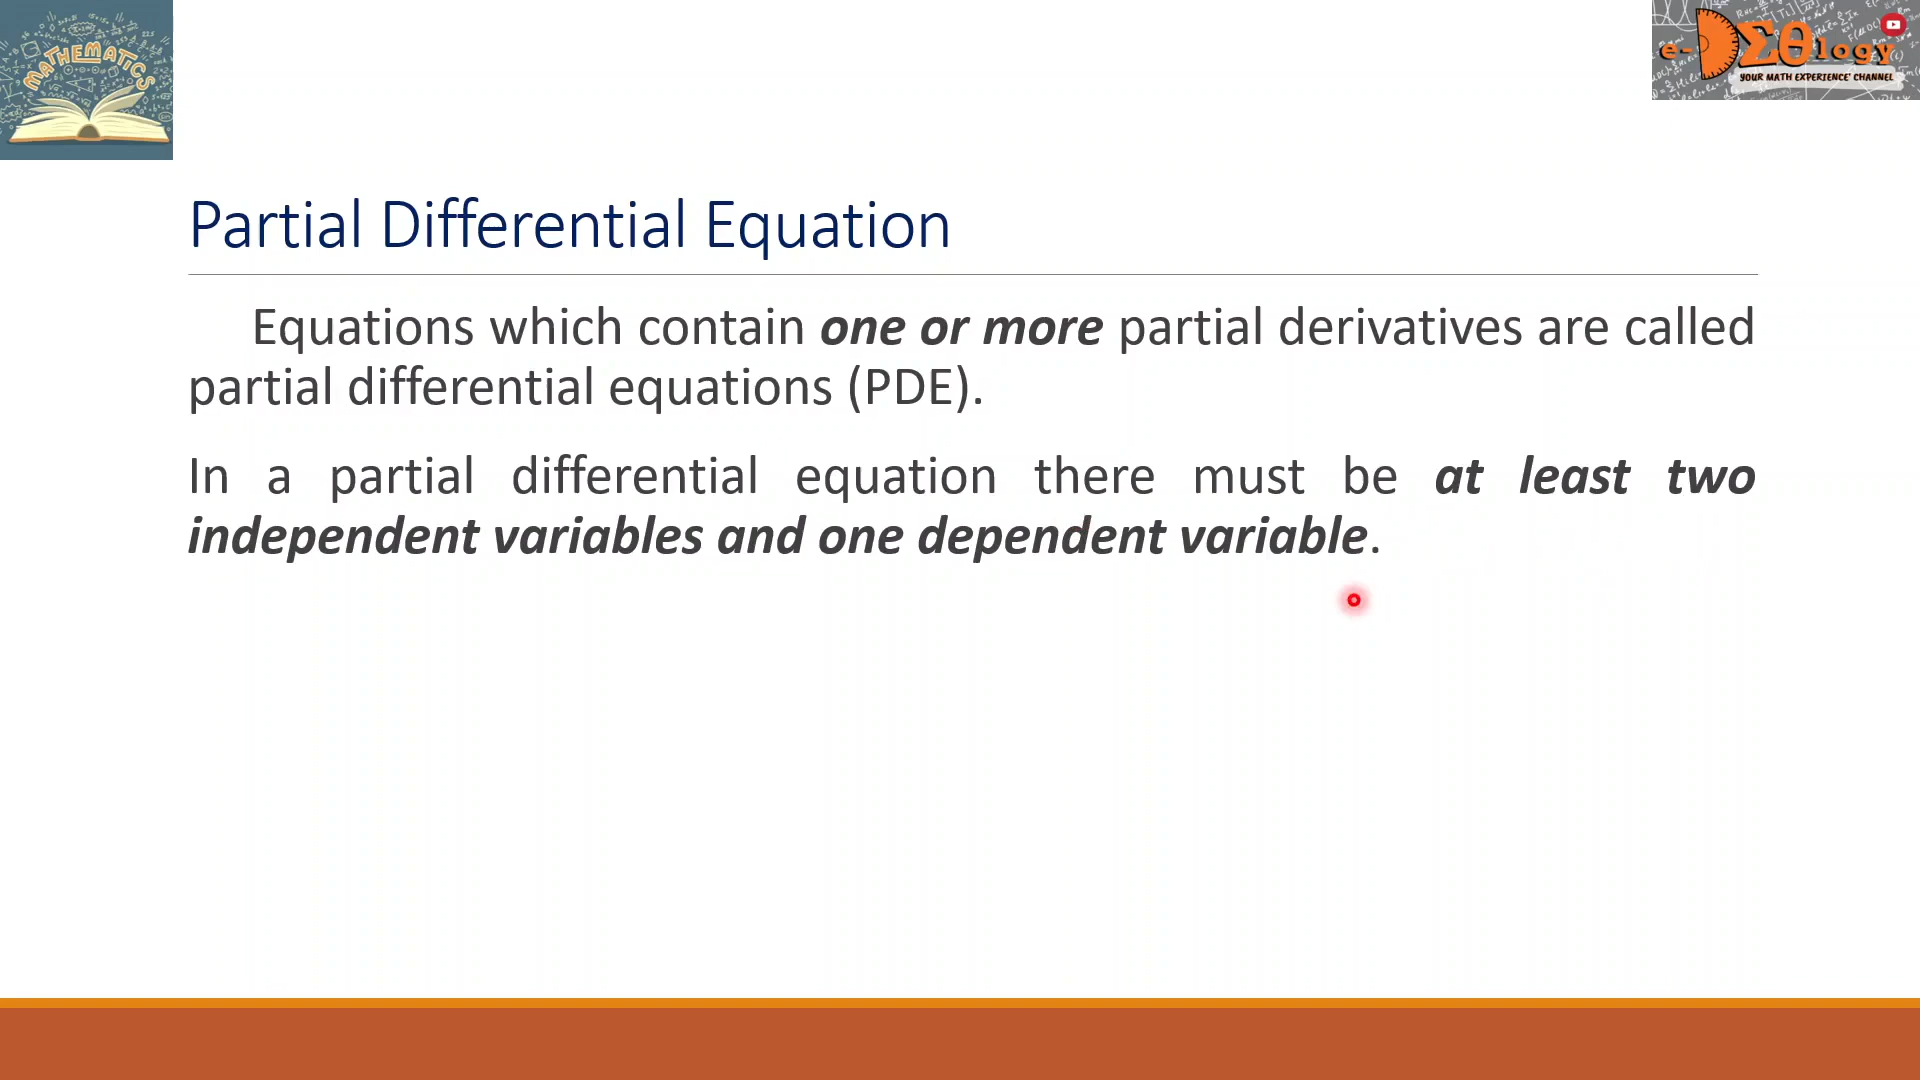 MATHEMATICS
e-DΣθlogy
YOUR MATH EXPERIENCE' CHANNEL
Partial Differential Equation
Equations which contain one or more partial derivatives are called
partial differential equations (PDE).
In a partial differential equation there must be at least two
independent variables and one dependent variable.